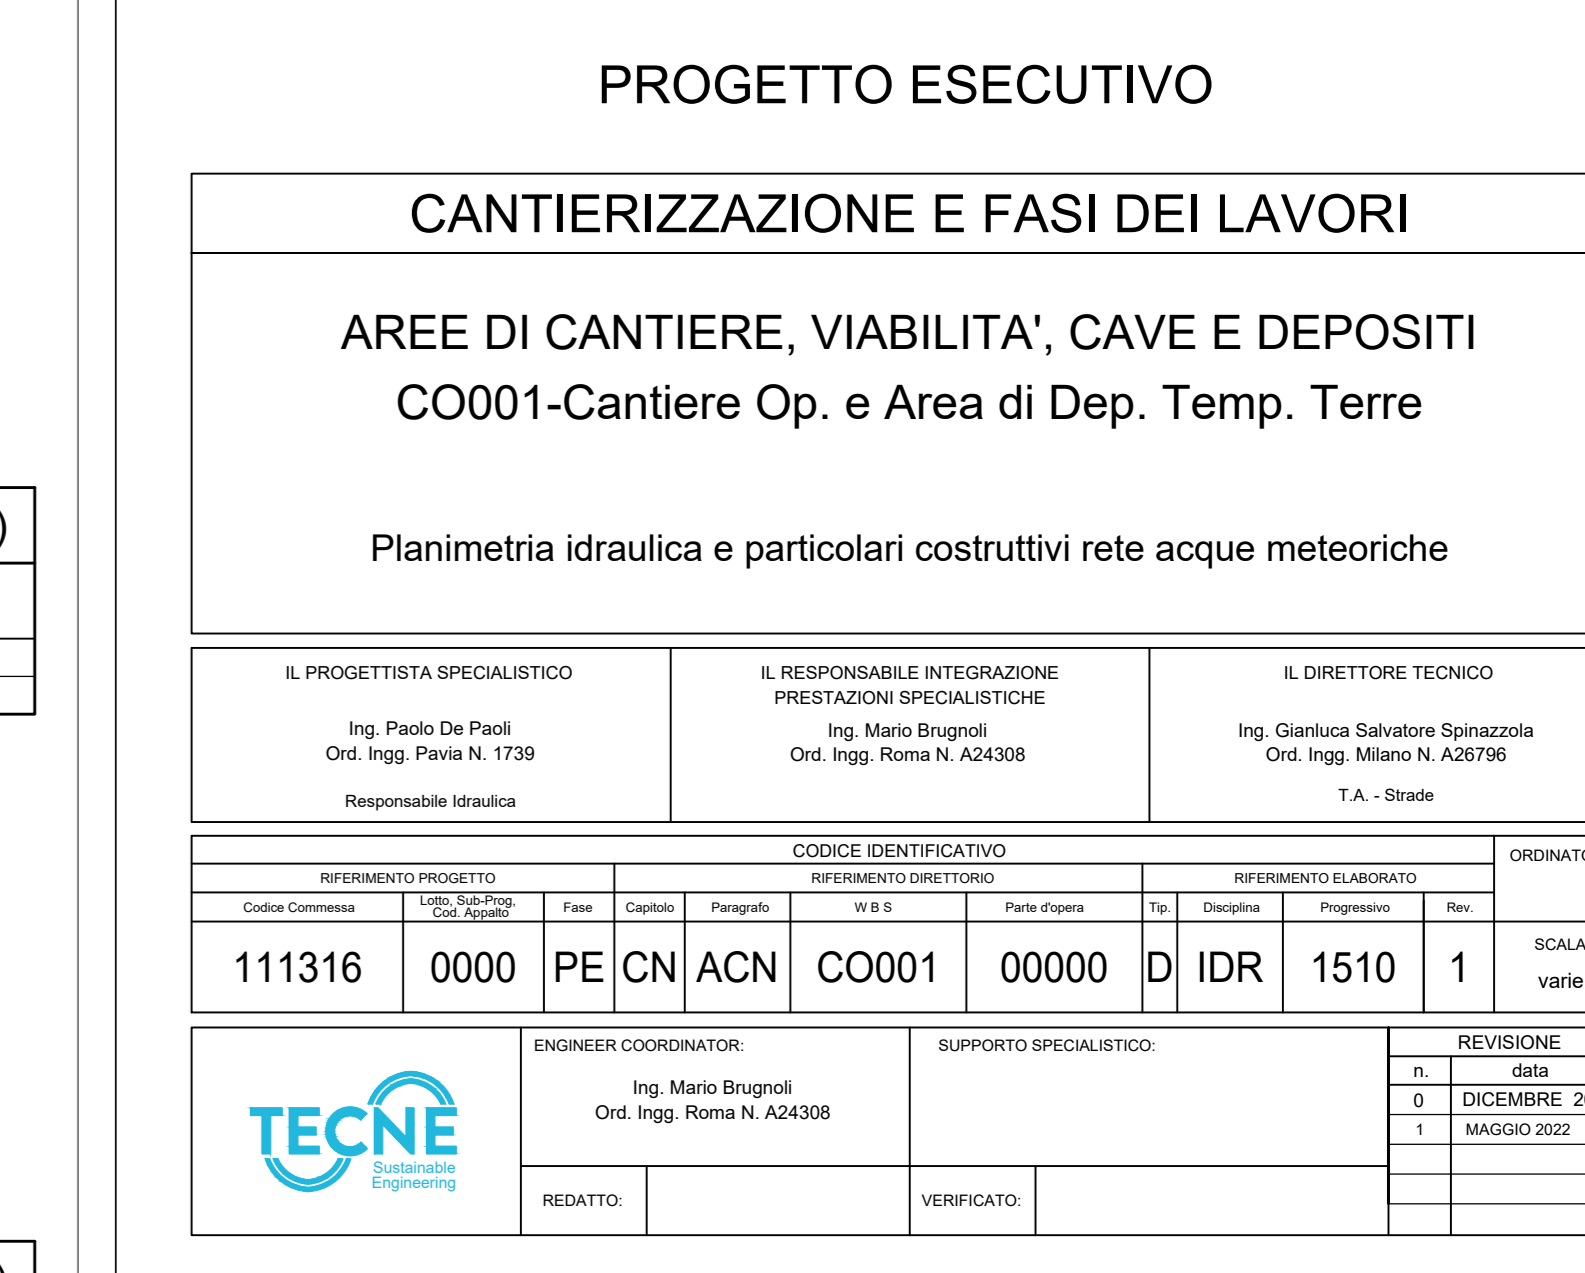 PROGETTO ESECUTIVO
CANTIERIZZAZIONE E FASI DEI LAVORI
AREE DI CANTIERE, VIABILITA', CAVE E DEPOSITI
CO001-Cantiere Op. e Area di Dep. Temp. Terre
Planimetria idraulica e particolari costruttivi rete acque meteoriche
IL PROGETTISTA SPECIALISTICO
Ing. Paolo De Paoli
Ord. Ingg. Pavia N. 1739
Responsabile Idraulica
IL RESPONSABILE INTEGRAZIONE
PRESTAZIONI SPECIALISTICHE
Ing. Mario Brugnoli
Ord. Ingg. Roma N. A24308
IL DIRETTORE TECNICO
Ing. Gianluca Salvatore Spinazzola
Ord. Ingg. Milano N. A26796
T.A. - Strade
CODICE IDENTIFICATIVO
RIFERIMENTO PROGETTO RIFERIMENTO DIRETTORIO RIFERIMENTO ELABORATO
Codice Commessa Lotto, Sub-Prog, Cod. Appalto Fase Capitolo Paragrafo W B S Parte d'opera Tip. Disciplina Progressivo Rev.
111316 0000 PE CN ACN CO001 00000 D IDR 1510 1
SCALA
varie
TECNE
Sustainable
Engineering
ENGINEER COORDINATOR:
Ing. Mario Brugnoli
Ord. Ingg. Roma N. A24308
SUPPORTO SPECIALISTICO:
REDATTO:
VERIFICATO:
REVISIONE
n. data
0 DICEMBRE
1 MAGGIO 2022